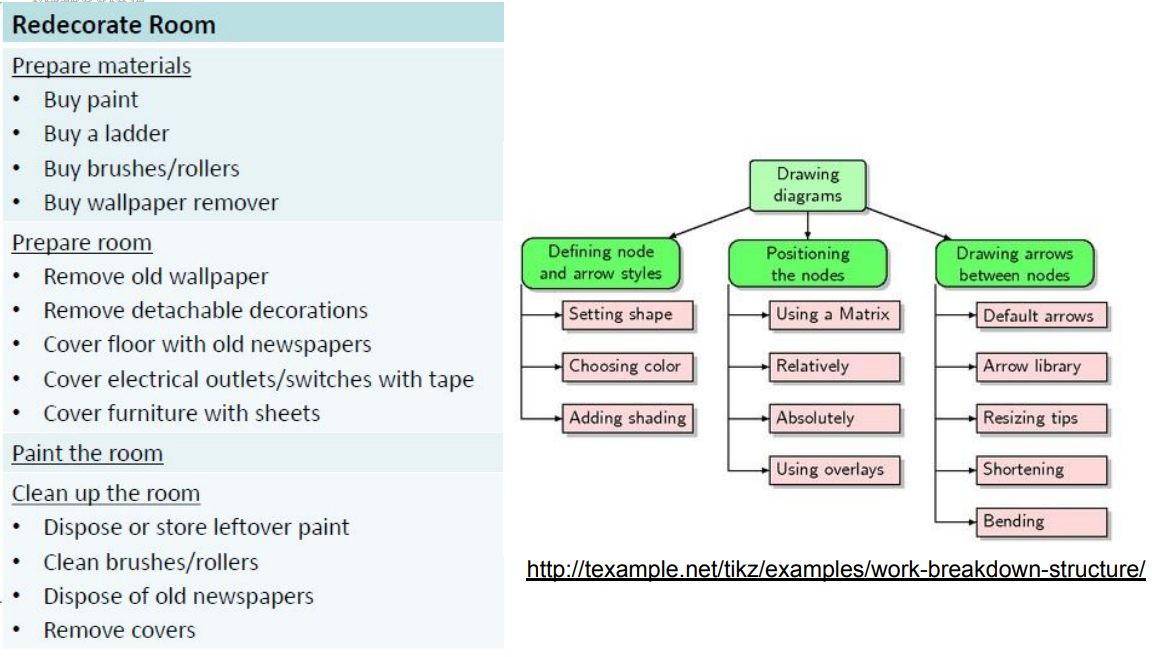 Redecorate Room
Prepare materials
• Buy paint
• Buy a ladder
• Buy brushes/rollers
• Buy wallpaper remover
Prepare room
• Remove old wallpaper
• Remove detachable decorations
• Cover floor with old newspapers
• Cover electrical outlets/switches with tape
• Cover furniture with sheets
Paint the room
Clean up the room
• Dispose or store leftover paint
• Clean brushes/rollers
• Dispose of old newspapers
• Remove covers
Drawing
diagrams
Defining node
and arrow styles
Setting shape
Choosing color
Adding shading
Positioning
the nodes
Using a Matrix
Relatively
Absolutely
Using overlays
Drawing arrows
between nodes
Default arrows
Arrow library
Resizing tips
Shortening
Bending
http://texample.net/tikz/examples/work-breakdown-structure/